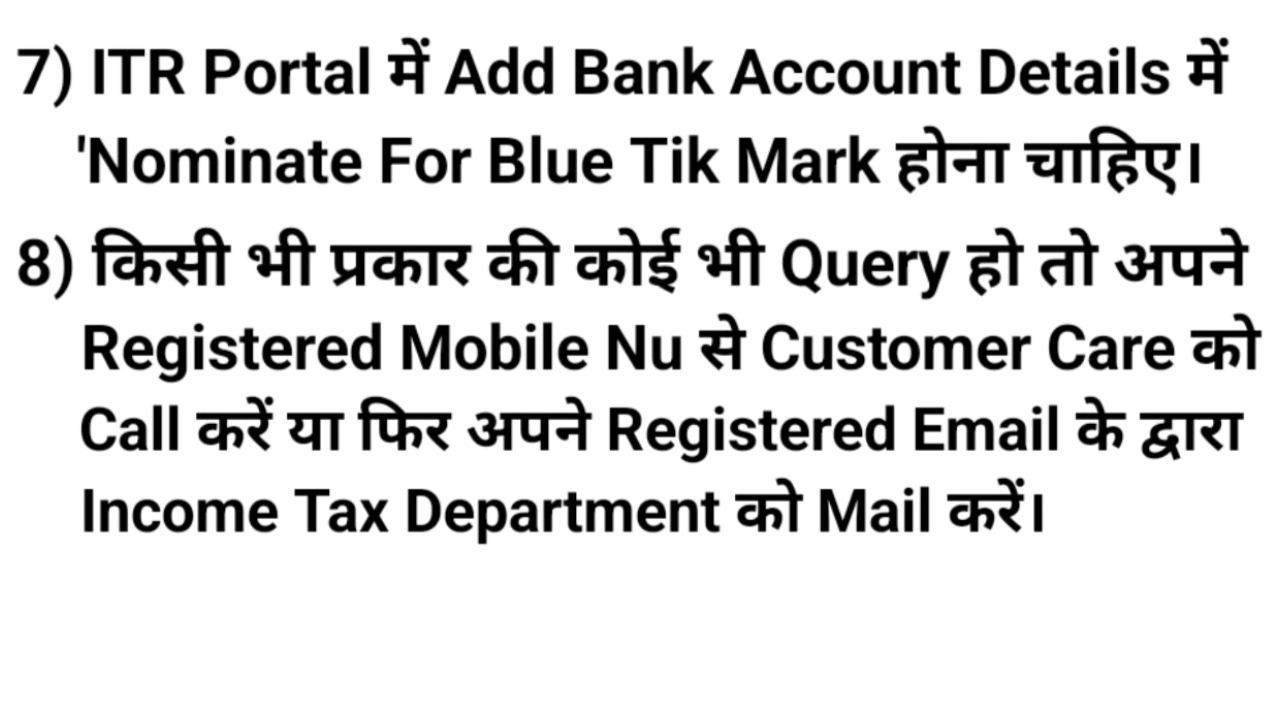 7) ITR Portal में Add Bank Account Details में
'Nominate For Blue Tik Mark होना चाहिए।
8) किसी भी प्रकार की कोई भी Query हो तो अपने
Registered Mobile Nu से Customer Care को
Call करें या फिर अपने Registered Email के द्वारा
Income Tax Department को Mail करें।